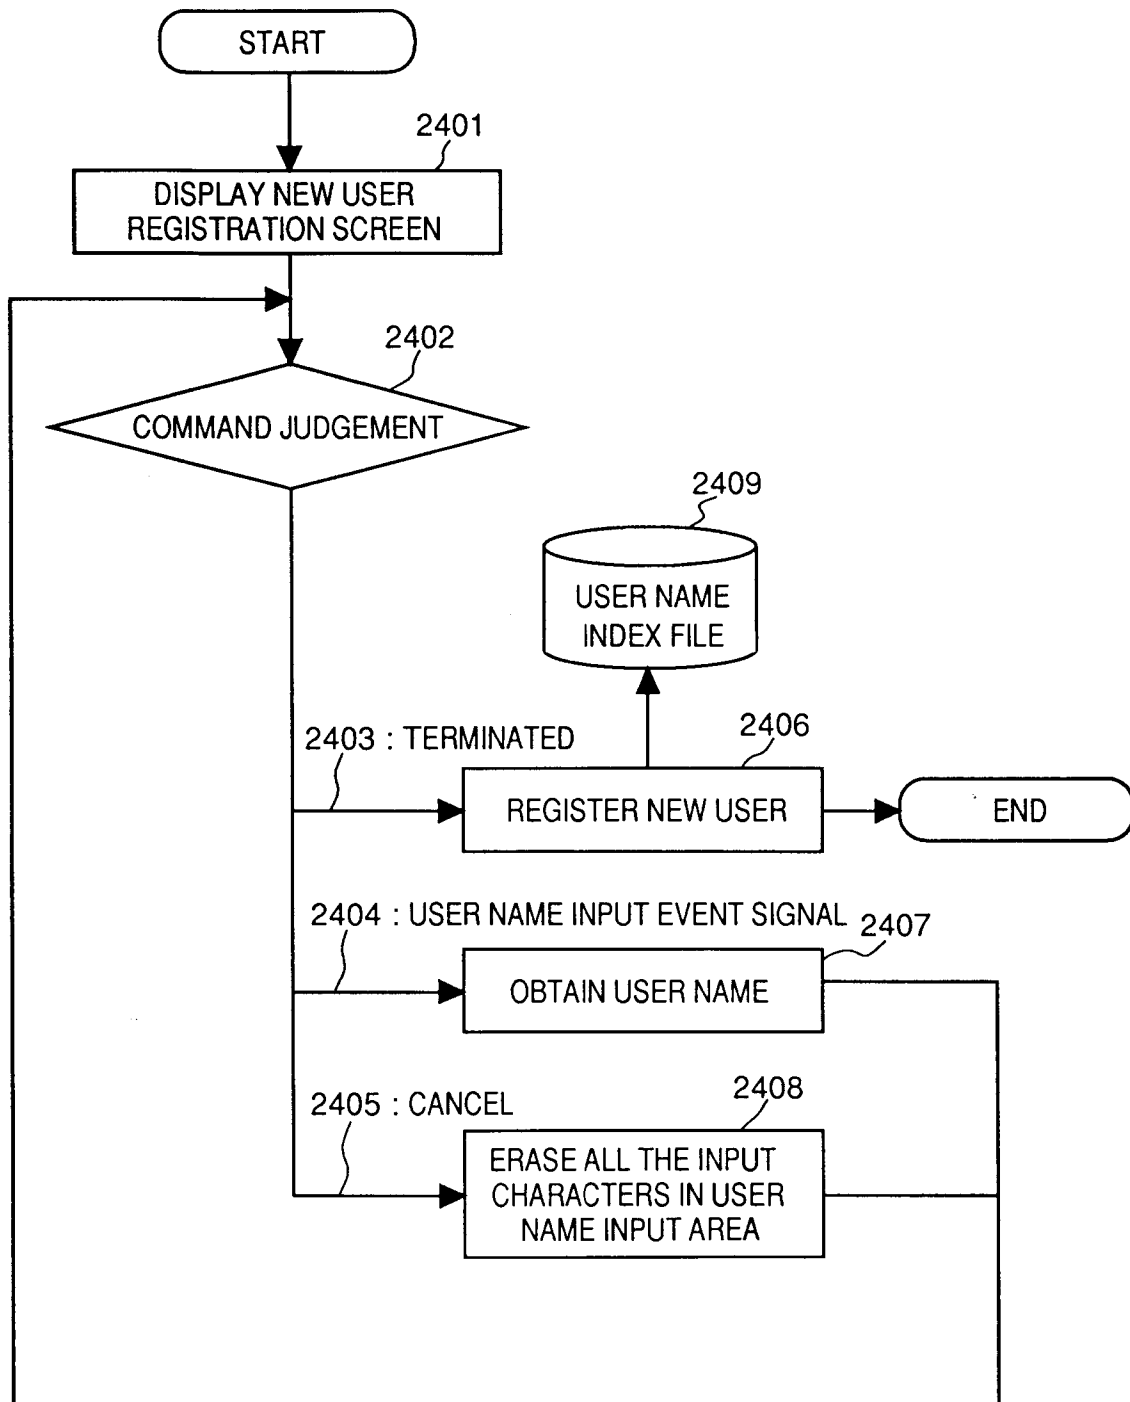 START
2401
DISPLAY NEW USER
REGISTRATION SCREEN
2402
COMMAND JUDGEMENT
2409
USER NAME
INDEX FILE
2403 : TERMINATED
2406
REGISTER NEW USER
END
2404 : USER NAME INPUT EVENT SIGNAL
2407
OBTAIN USER NAME
2405 : CANCEL
2408
ERASE ALL THE INPUT
CHARACTERS IN USER
NAME INPUT AREA